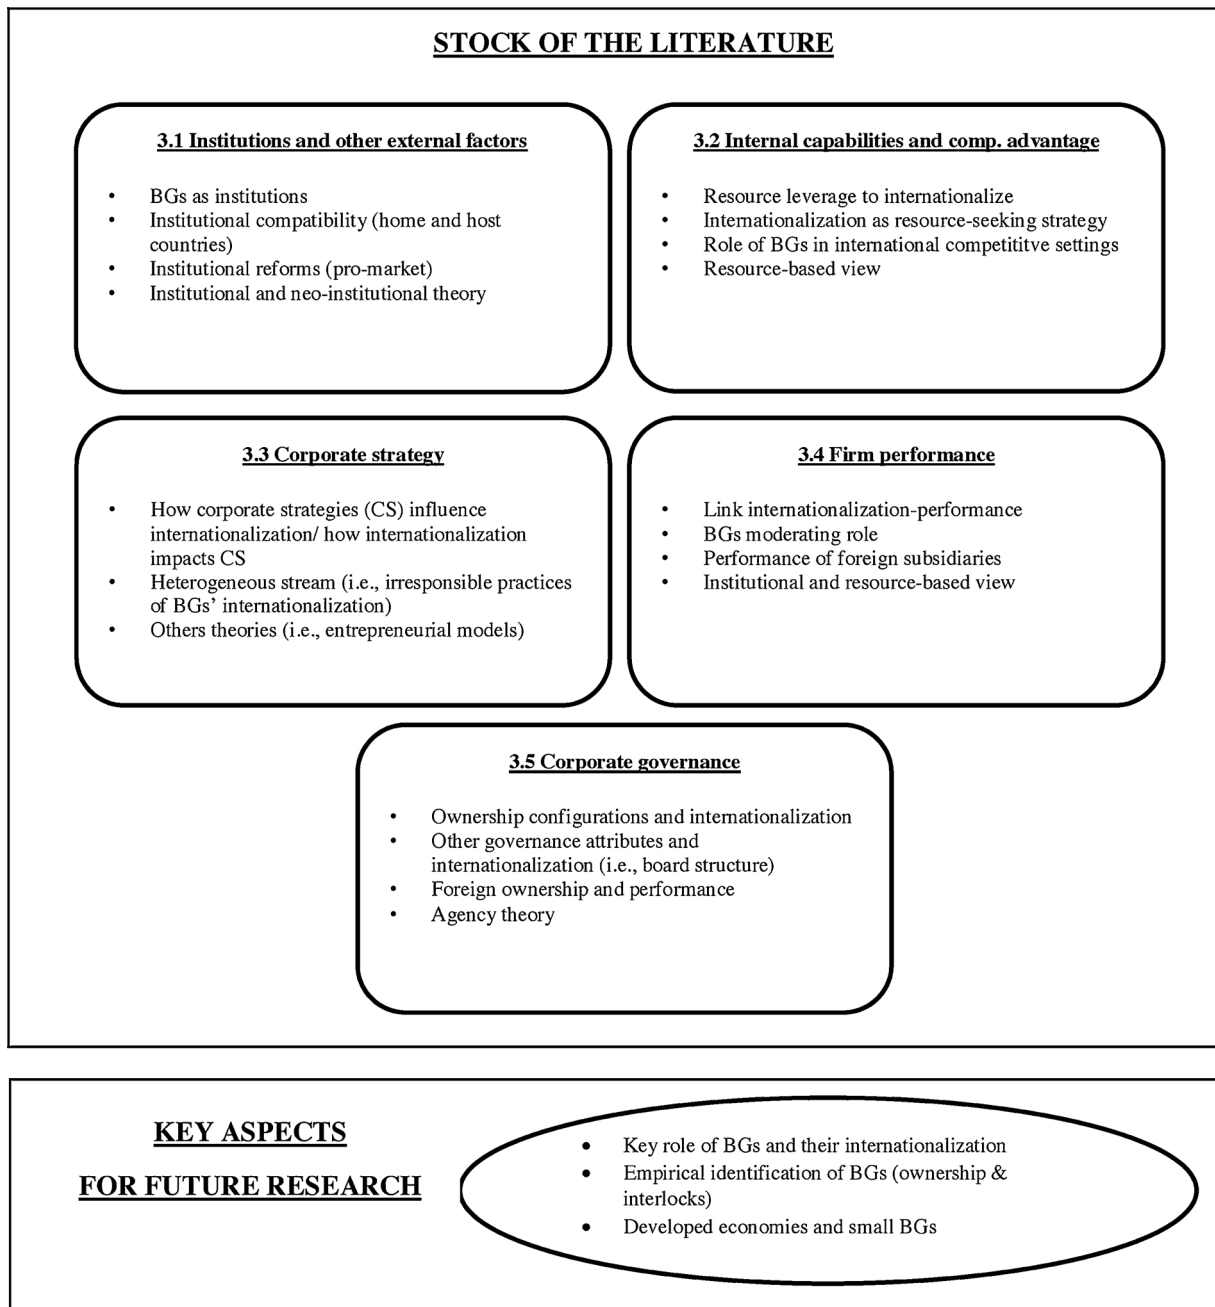 STOCK OF THE LITERATURE
3.1 Institutions and other external factors
• BGs as institutions
• Institutional compatibility (home and host
countries)
• Institutional reforms (pro-market)
• Institutional and neo-institutional theory
3.2 Internal capabilities and comp. advantage
• Resource leverage to internationalize
• Internationalization as resource-seeking strategy
• Role of BGs in international competititve settings
• Resource-based view
3.3 Corporate strategy
• How corporate strategies (CS) influence
internationalization/ how internationalization
impacts CS
• Heterogeneous stream (i.e., irresponsible practices
of BGs’ internationalization)
• Others theories (i.e., entrepreneurial models)
3.4 Firm performance
• Link internationalization-performance
• BGs moderating role
• Performance of foreign subsidiaries
• Institutional and resource-based view
3.5 Corporate governance
• Ownership configurations and internationalization
• Other governance attributes and
internationalization (i.e., board structure)
• Foreign ownership and performance
• Agency theory
KEY ASPECTS
FOR FUTURE RESEARCH
• Key role of BGs and their internationalization
• Empirical identification of BGs (ownership &
interlocks)
• Developed economies and small BGs